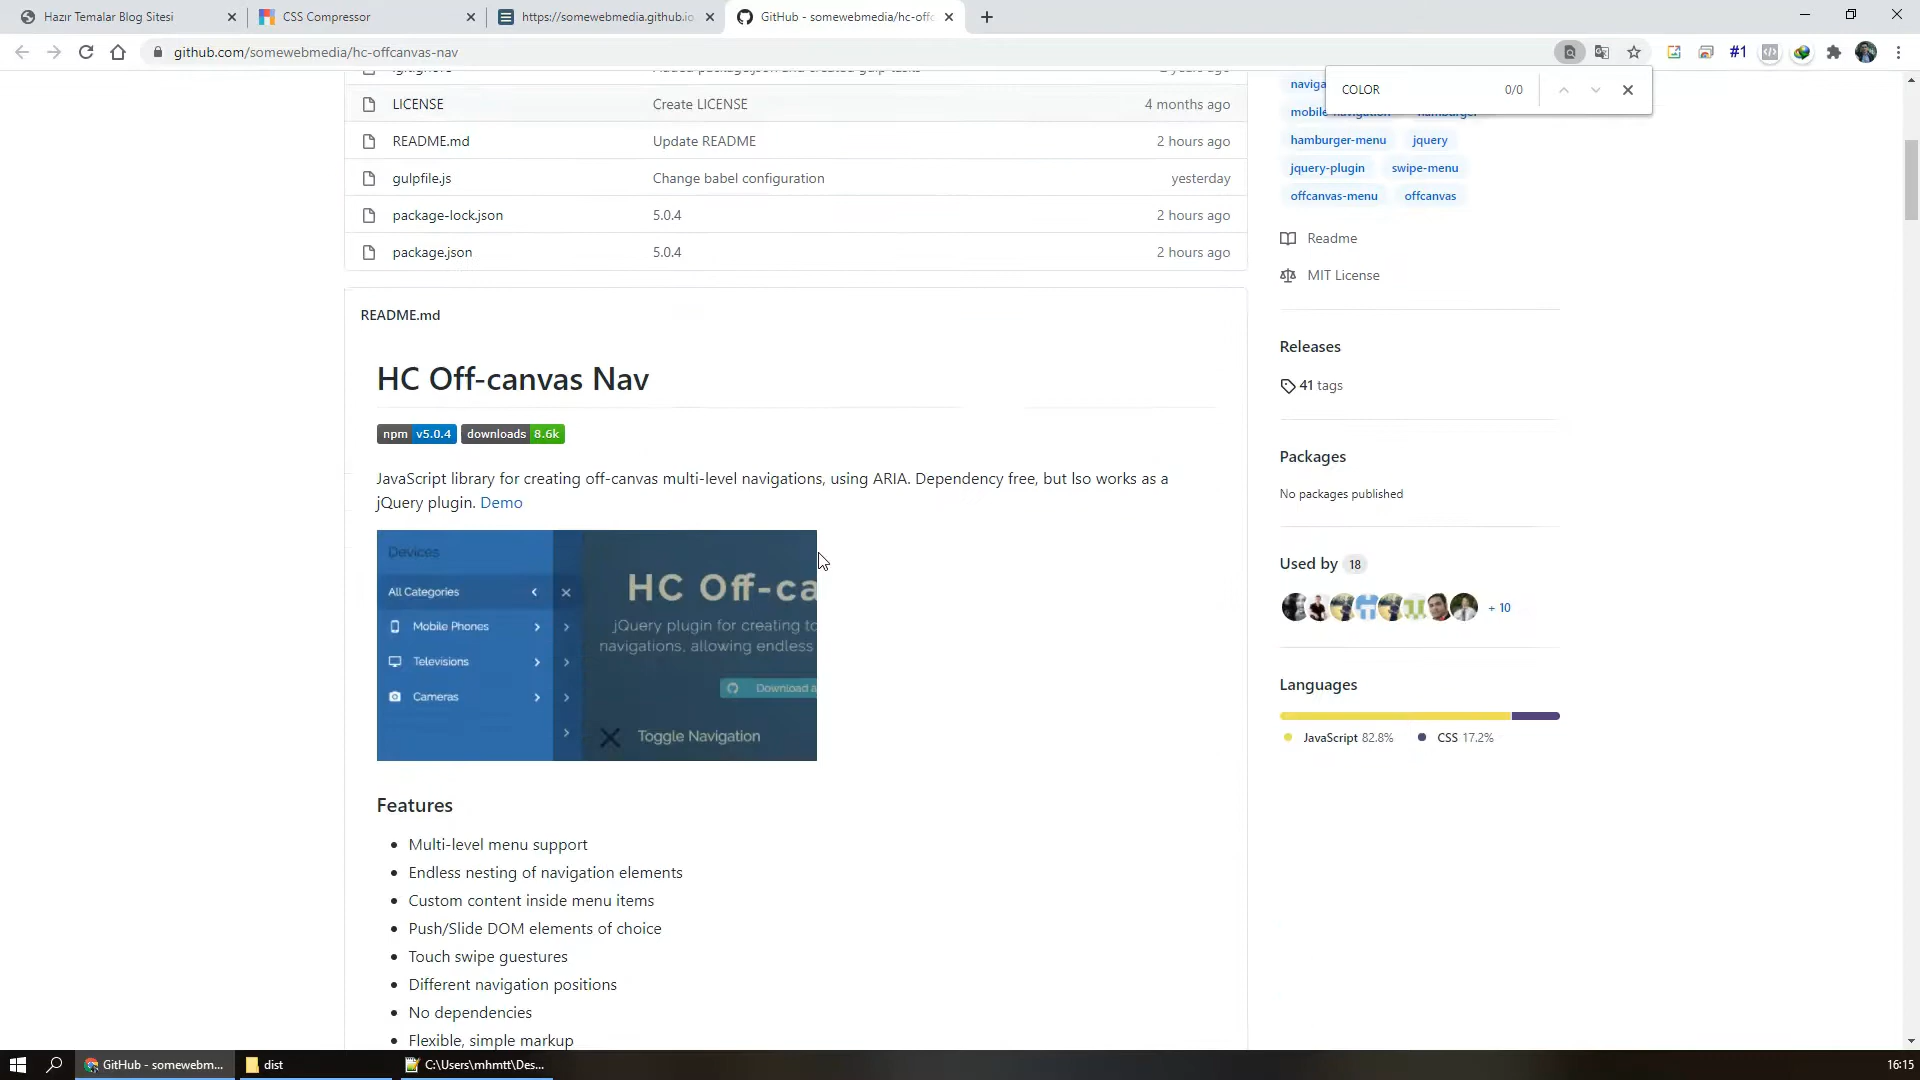 Hazır Temalar Blog Sitesi
CSS Compressor
https://somewebmedia.github.io
GitHub - somewebmedia/hc-offc
github.com/somewebmedia/hc-offcanvas-nav
#1
COLOR 0/0
LICENSE Create LICENSE 4 months ago
README.md Update README 2 hours ago
gulpfile.js Change babel configuration yesterday
package-lock.json 5.0.4 2 hours ago
package.json 5.0.4 2 hours ago
README.md
HC Off-canvas Nav
npm v5.0.4 downloads 8.6k
JavaScript library for creating off-canvas multi-level navigations, using ARIA. Dependency free, but lso works as a
jQuery plugin. Demo
Devices
All Categories
Mobile Phones
Televisions
Cameras
HC Off-ca
jQuery plugin for creating to
navigations, allowing endless
Download a
Toggle Navigation
Features
Multi-level menu support
Endless nesting of navigation elements
Custom content inside menu items
Push/Slide DOM elements of choice
Touch swipe guestures
Different navigation positions
No dependencies
Flexible, simple markup
naviga
mobile-navigation hamburger
hamburger-menu jquery
jquery-plugin swipe-menu
offcanvas-menu offcanvas
Readme
MIT License
Releases
41 tags
Packages
No packages published
Used by 18
+ 10
Languages
JavaScript 82.8% CSS 17.2%
GitHub - somewebm...
dist
C:\Users\mhmtt\Des...
16:15